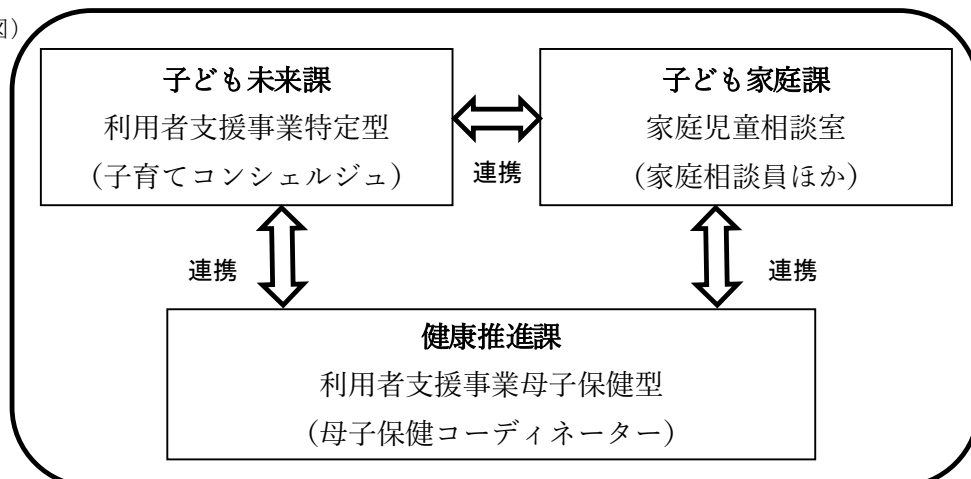 図）
子ども未来課
利用者支援事業特定型
（子育てコンシェルジュ）
連携
子ども家庭課
家庭児童相談室
（家庭相談員ほか）
連携
連携
健康推進課
利用者支援事業母子保健型
（母子保健コーディネーター）